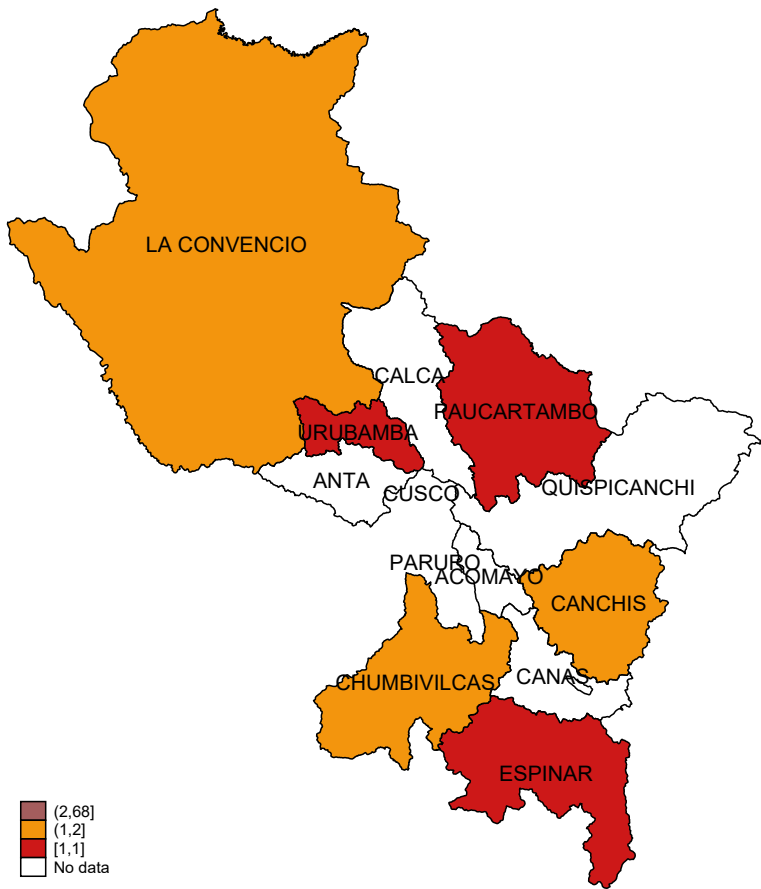 LA CONVENCIO
CALCA
PAUCARTAMBO
URUBAMBA
ANTA
CUSCO
QUISPICANCHI
PARURO
ACOMAYO
CANCHIS
CANAS
CHUMBIVILCAS
ESPINAR
(2,68]
(1,2]
[1,1]
No data